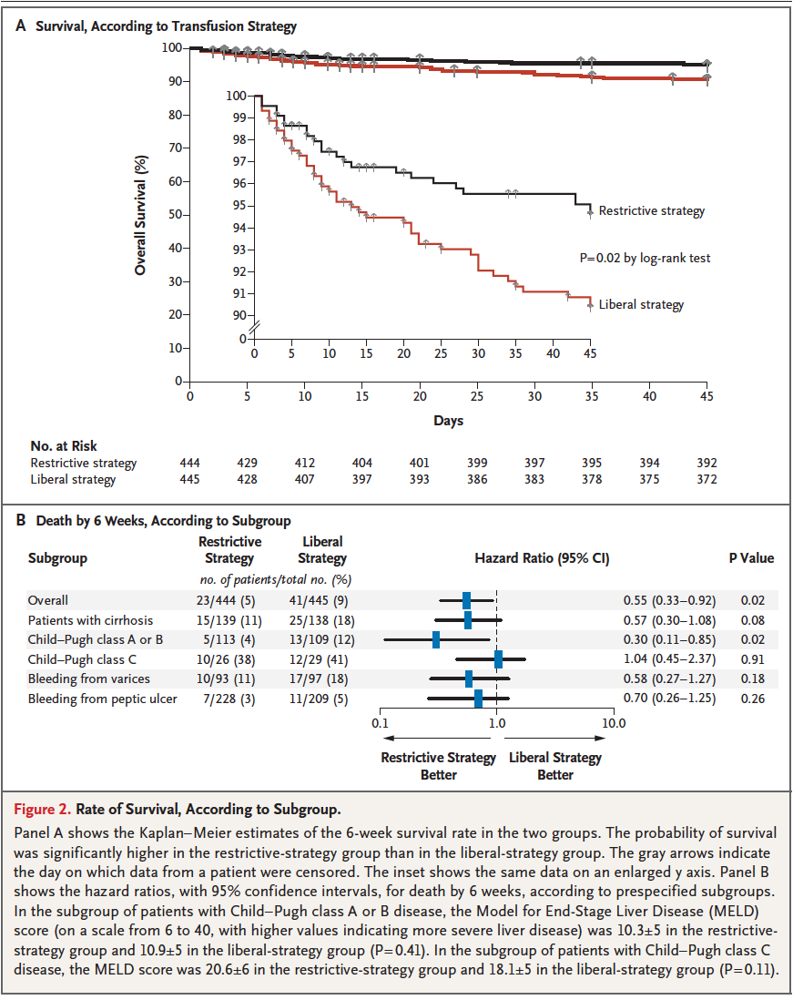 A Survival, According to Transfusion Strategy
Overall Survival (%)
100
90
80
70
60
50
40
30
20
10
0
100
99
98
97
96
95
94
93
92
91
90
0
0 5 10 15 20 25 30 35 40 45
Restrictive strategy
P=0.02 by log-rank test
Liberal strategy
0 5 10 15 20 25 30 35 40 45
Days
No. at Risk
Restrictive strategy 444 429 412 404 401 399 397 395 394 392
Liberal strategy 445 428 407 397 393 386 383 378 375 372
B Death by 6 Weeks, According to Subgroup
Subgroup Restrictive Strategy Liberal Strategy Hazard Ratio (95% CI) P Value
no. of patients/total no. (%)
Overall 23/444 (5) 41/445 (9) 0.55 (0.33–0.92) 0.02
Patients with cirrhosis 15/139 (11) 25/138 (18) 0.57 (0.30–1.08) 0.08
Child–Pugh class A or B 5/113 (4) 13/109 (12) 0.30 (0.11–0.85) 0.02
Child–Pugh class C 10/26 (38) 12/29 (41) 1.04 (0.45–2.37) 0.91
Bleeding from varices 10/93 (11) 17/97 (18) 0.58 (0.27–1.27) 0.18
Bleeding from peptic ulcer 7/228 (3) 11/209 (5) 0.70 (0.26–1.25) 0.26
0.1 1.0 10.0
Restrictive Strategy Better
Liberal Strategy Better
Figure 2. Rate of Survival, According to Subgroup.
Panel A shows the Kaplan–Meier estimates of the 6-week survival rate in the two groups. The probability of survival
was significantly higher in the restrictive-strategy group than in the liberal-strategy group. The gray arrows indicate
the day on which data from a patient were censored. The inset shows the same data on an enlarged y axis. Panel B
shows the hazard ratios, with 95% confidence intervals, for death by 6 weeks, according to prespecified subgroups.
In the subgroup of patients with Child–Pugh class A or B disease, the Model for End-Stage Liver Disease (MELD)
score (on a scale from 6 to 40, with higher values indicating more severe liver disease) was 10.3±5 in the restrictive-
strategy group and 10.9±5 in the liberal-strategy group (P=0.41). In the subgroup of patients with Child–Pugh class C
disease, the MELD score was 20.6±6 in the restrictive-strategy group and 18.1±5 in the liberal-strategy group (P=0.11).